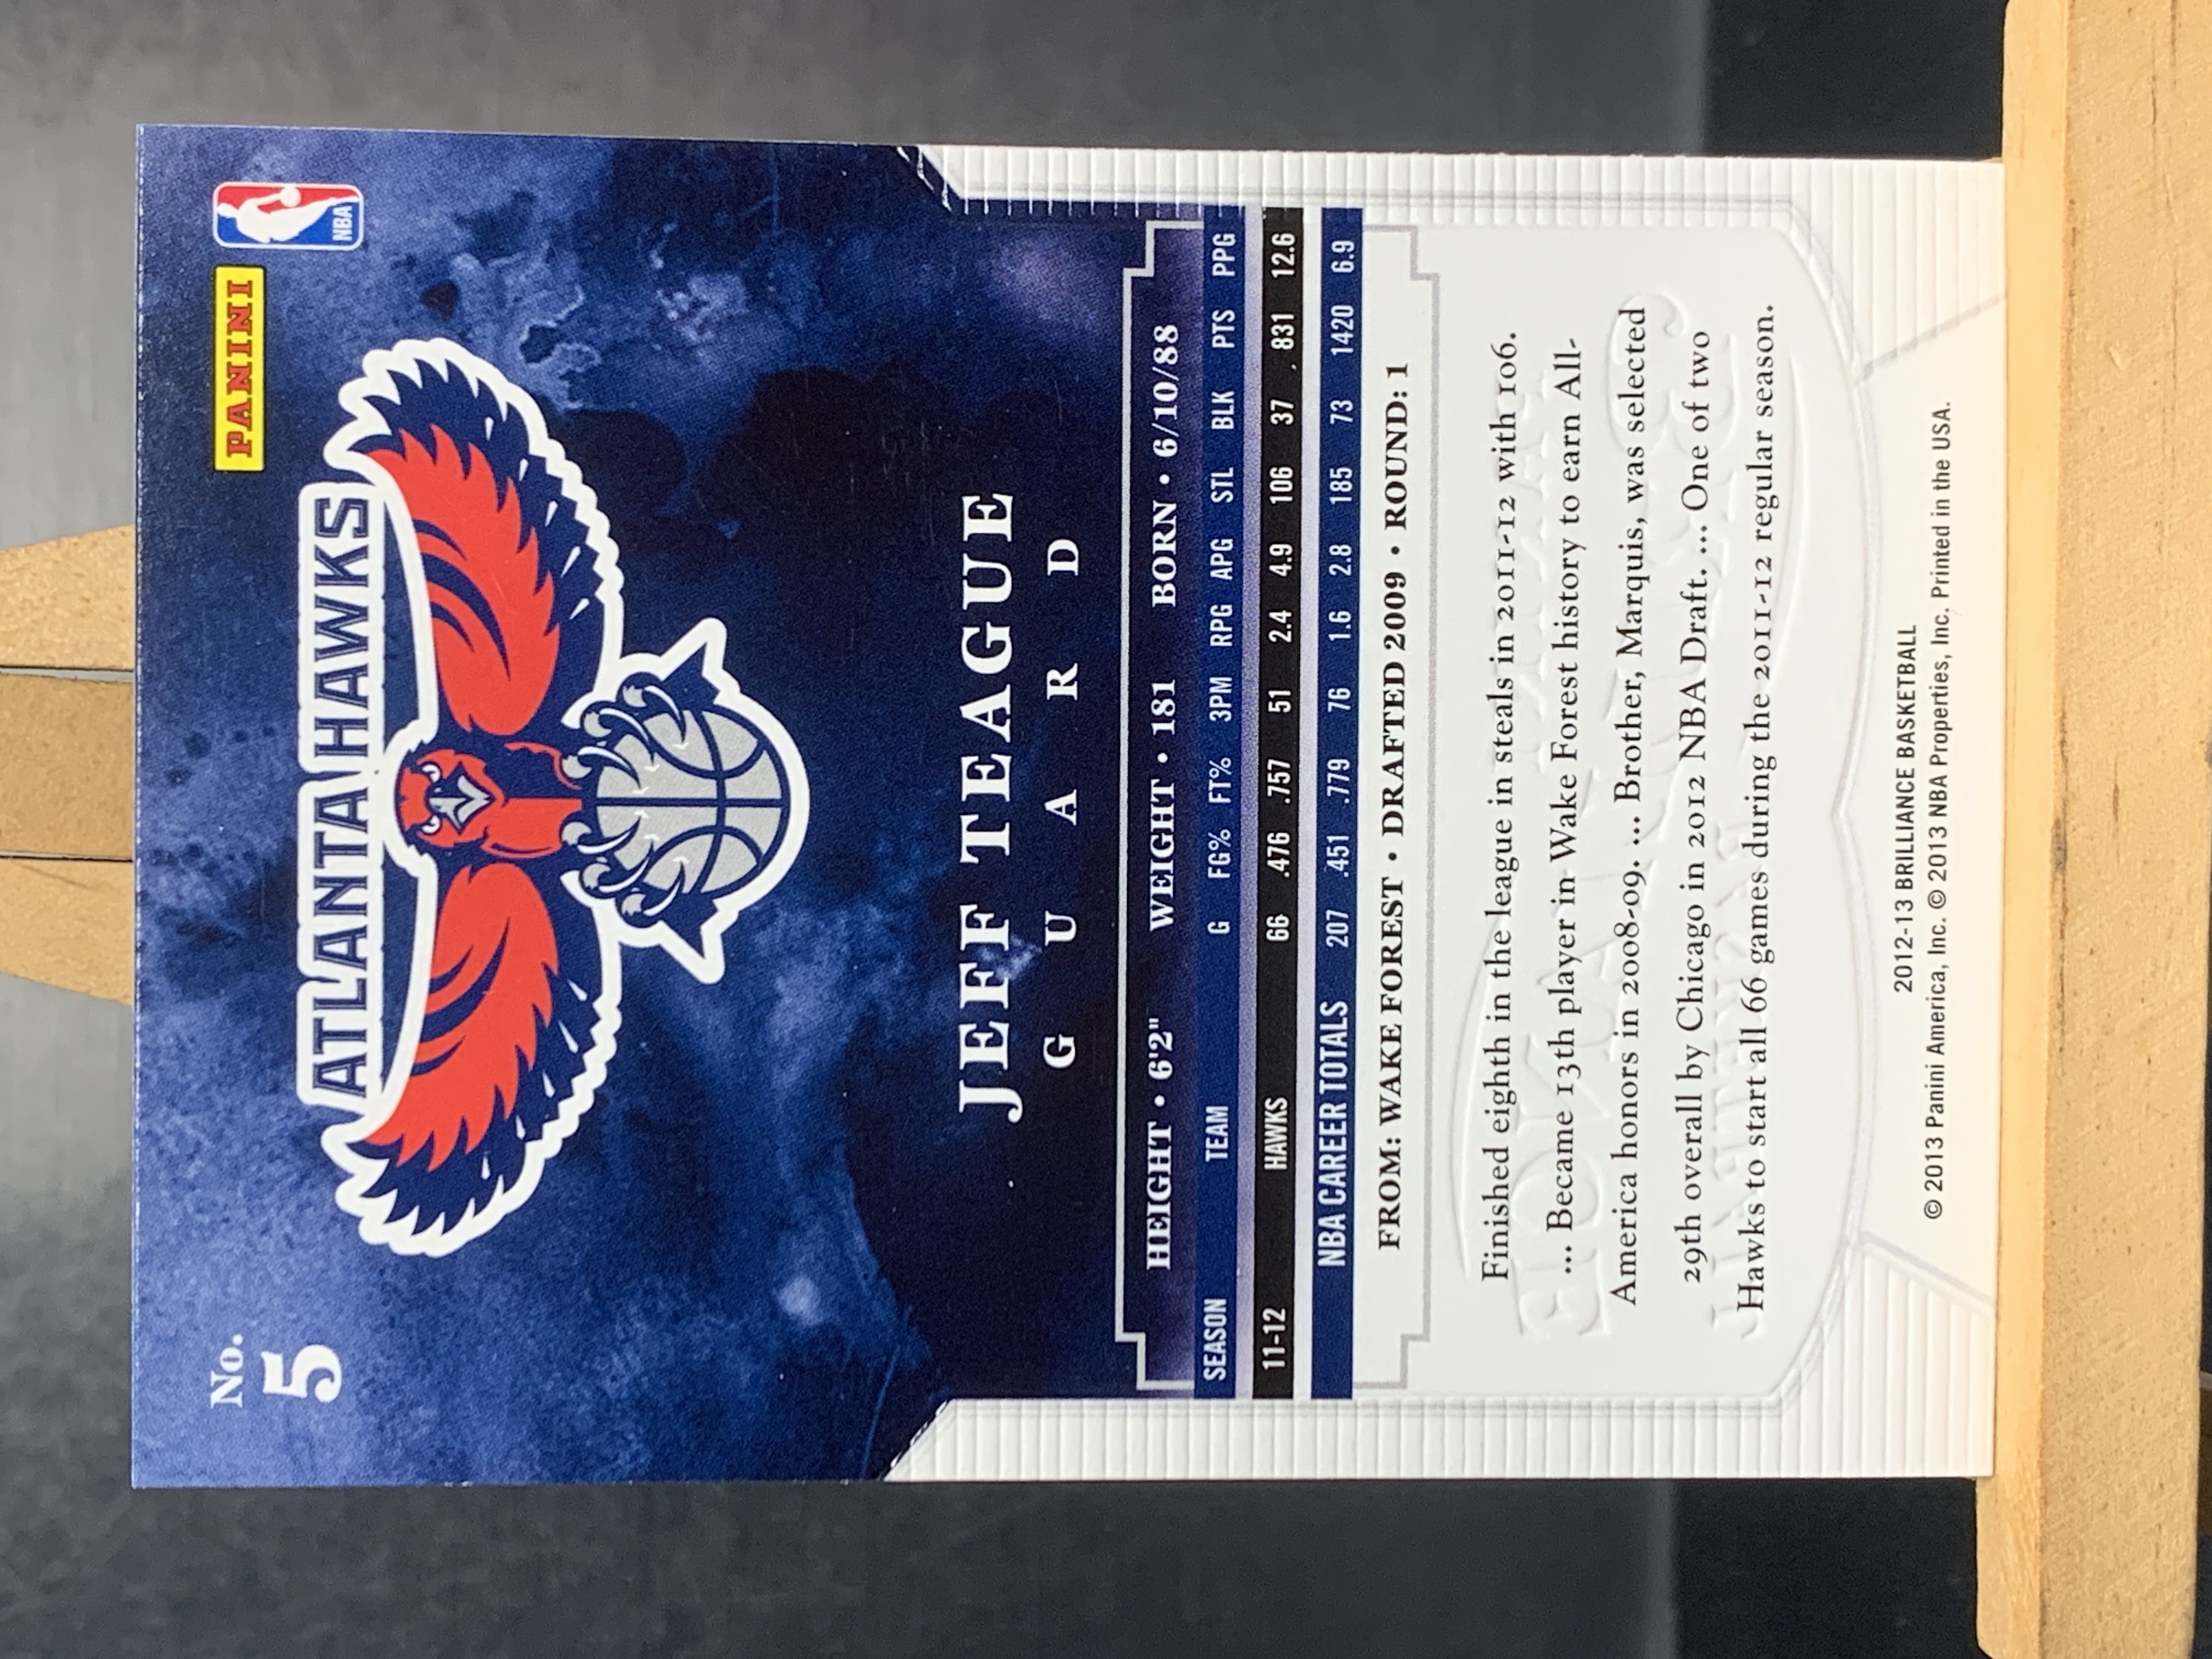 No.
5
PANINI
NBA
ATLANTA HAWKS
JEFF TEAGUE
GUARD
HEIGHT • 6'2" WEIGHT • 181 BORN • 6/10/88
SEASON TEAM G FG% FT% 3PM RPG APG STL BLK PTS PPG
11-12 HAWKS 66 .476 .757 51 2.4 4.9 106 37 831 12.6
NBA CAREER TOTALS 207 .451 .779 76 1.6 2.8 185 73 1420 6.9
FROM: WAKE FOREST • DRAFTED 2009 • ROUND: 1
Finished eighth in the league in steals in 2011-12 with 106.
... Became 13th player in Wake Forest history to earn All-
America honors in 2008-09. ... Brother, Marquis, was selected
29th overall by Chicago in 2012 NBA Draft. ... One of two
Hawks to start all 66 games during the 2011-12 regular season.
2012-13 BRILLIANCE BASKETBALL
© 2013 Panini America, Inc. © 2013 NBA Properties, Inc. Printed in the USA.